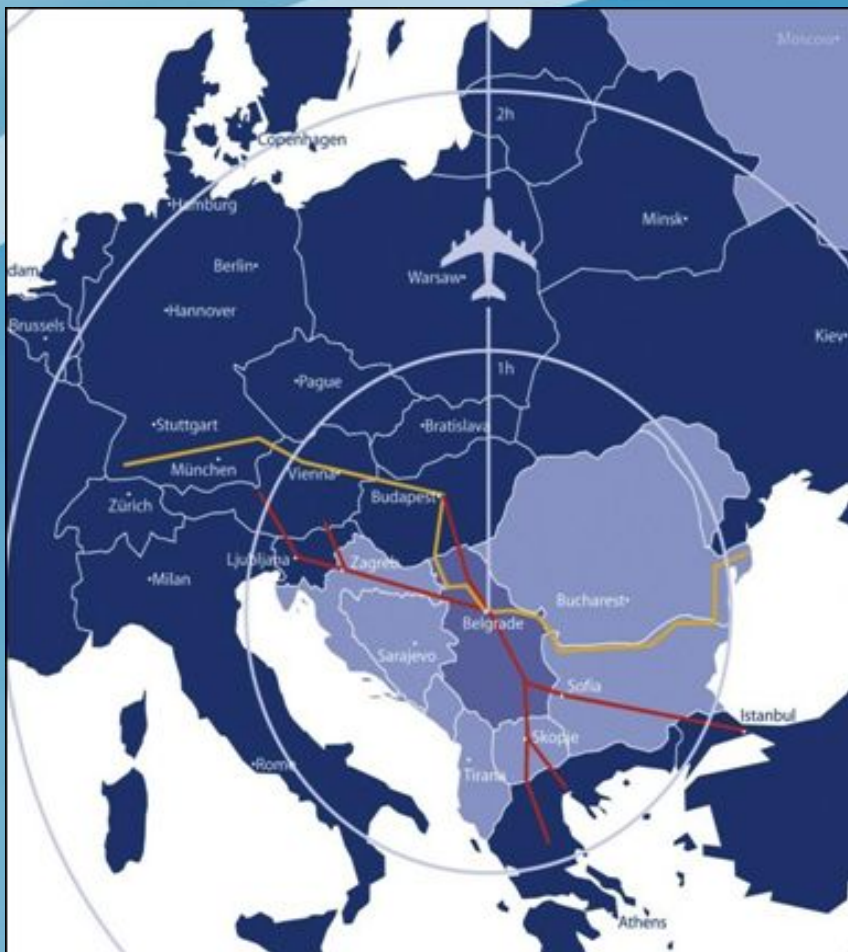 Moscow
2h
Copenhagen
Hamburg
Minsk
Berlin
dam
Warsaw
Hannover
Brussels
Kiev
1h
Pague
Stuttgart
Bratislava
München
Vienna
Zürich
Budapest
Ljubljana
Zagreb
Milan
Bucharest
Belgrade
Sarajevo
Sofia
Istanbul
Skopje
Rome
Tirana
Athens